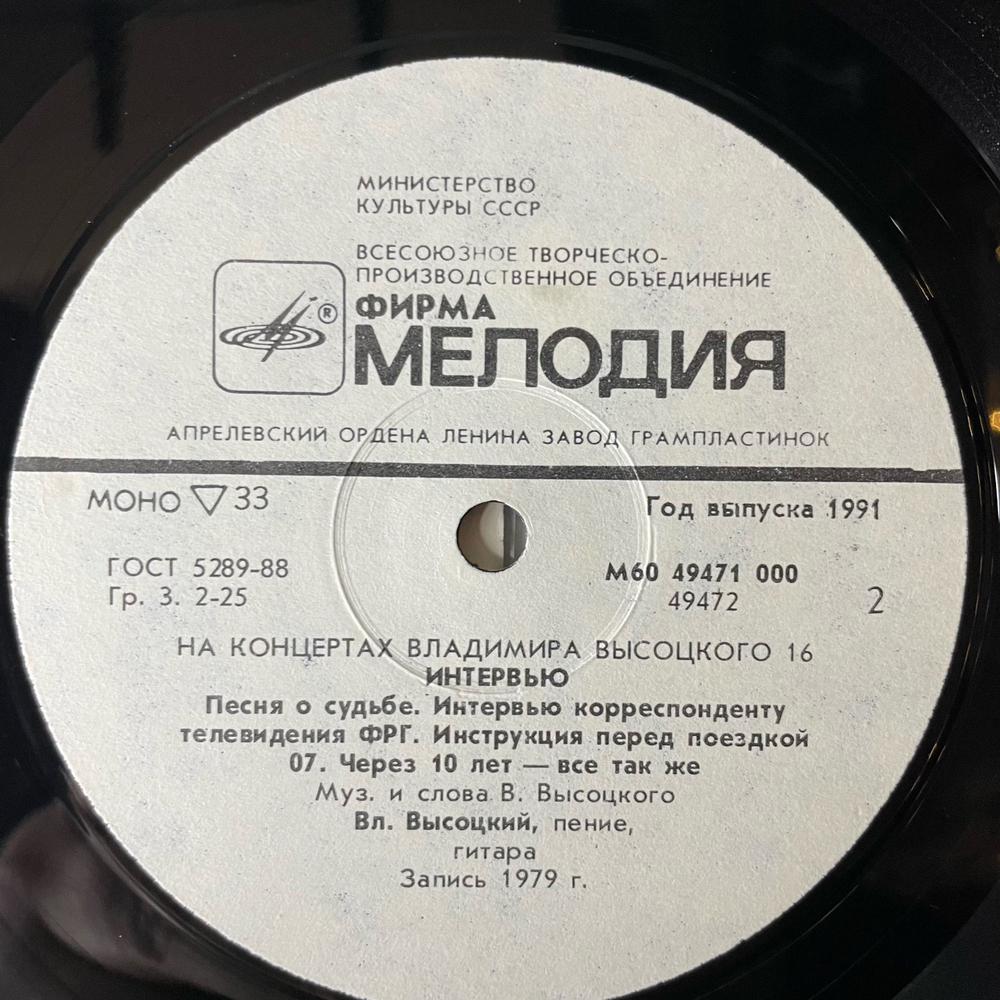 МИНИСТЕРСТВО
КУЛЬТУРЫ СССР
ВСЕСОЮЗНОЕ ТВОРЧЕСКО-
ПРОИЗВОДСТВЕННОЕ ОБЪЕДИНЕНИЕ
ФИРМА
®
МЕЛОДИЯ
АПРЕЛЕВСКИЙ ОРДЕНА ЛЕНИНА ЗАВОД ГРАМПЛАСТИНОК
МОНО ▽ 33
Год выпуска 1991
ГОСТ 5289-88
М60 49471 000
Гр. 3. 2-25
49472
2
НА КОНЦЕРТАХ ВЛАДИМИРА ВЫСОЦКОГО 16
ИНТЕРВЬЮ
Песня о судьбе. Интервью корреспонденту
телевидения ФРГ. Инструкция перед поездкой
07. Через 10 лет — все так же
Муз. и слова В. Высоцкого
Вл. Высоцкий, пение,
гитара
Запись 1979 г.